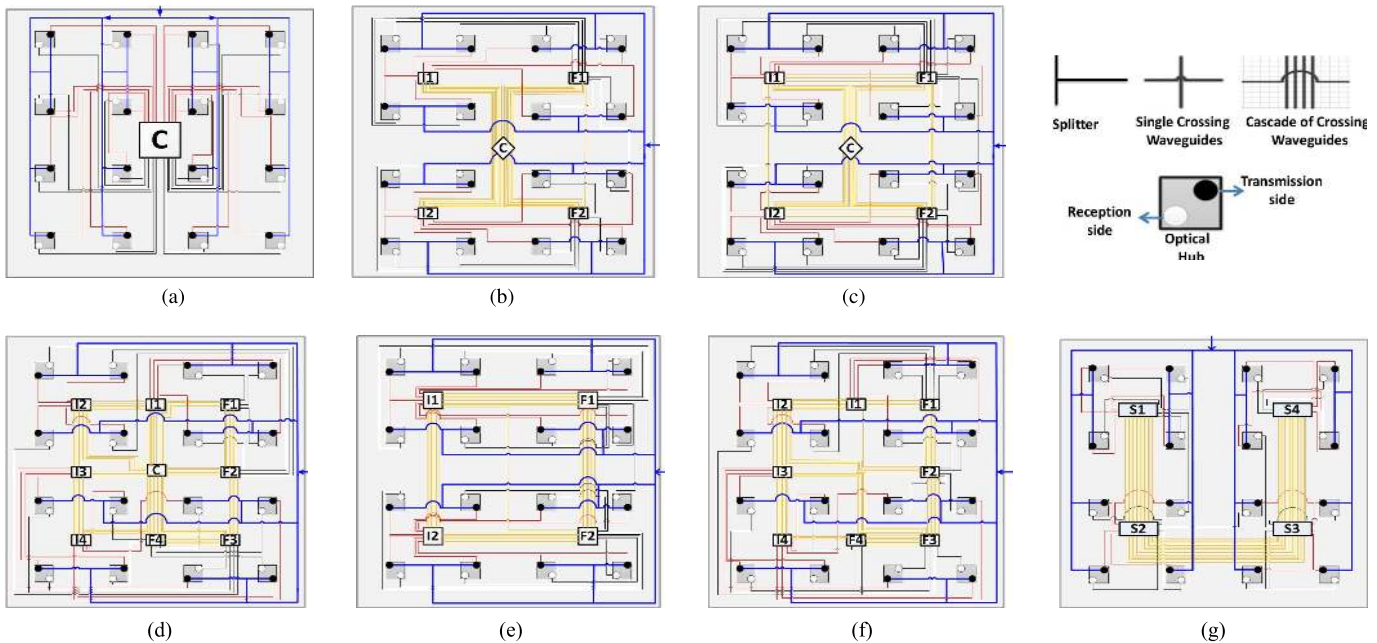 C
(a)
I1
F1
C
I2
F2
(b)
I1
F1
C
I2
F2
(c)
Splitter
Single Crossing
Waveguides
Cascade of Crossing
Waveguides
Transmission
side
Reception
side
Optical
Hub
I2 I1 F1
I3 C F2
I4 F4 F3
(d)
I1 F1
I2 F2
(e)
I2 I1 F1
I3 F2
I4 F4 F3
(f)
S1 S4
S2 S3
(g)